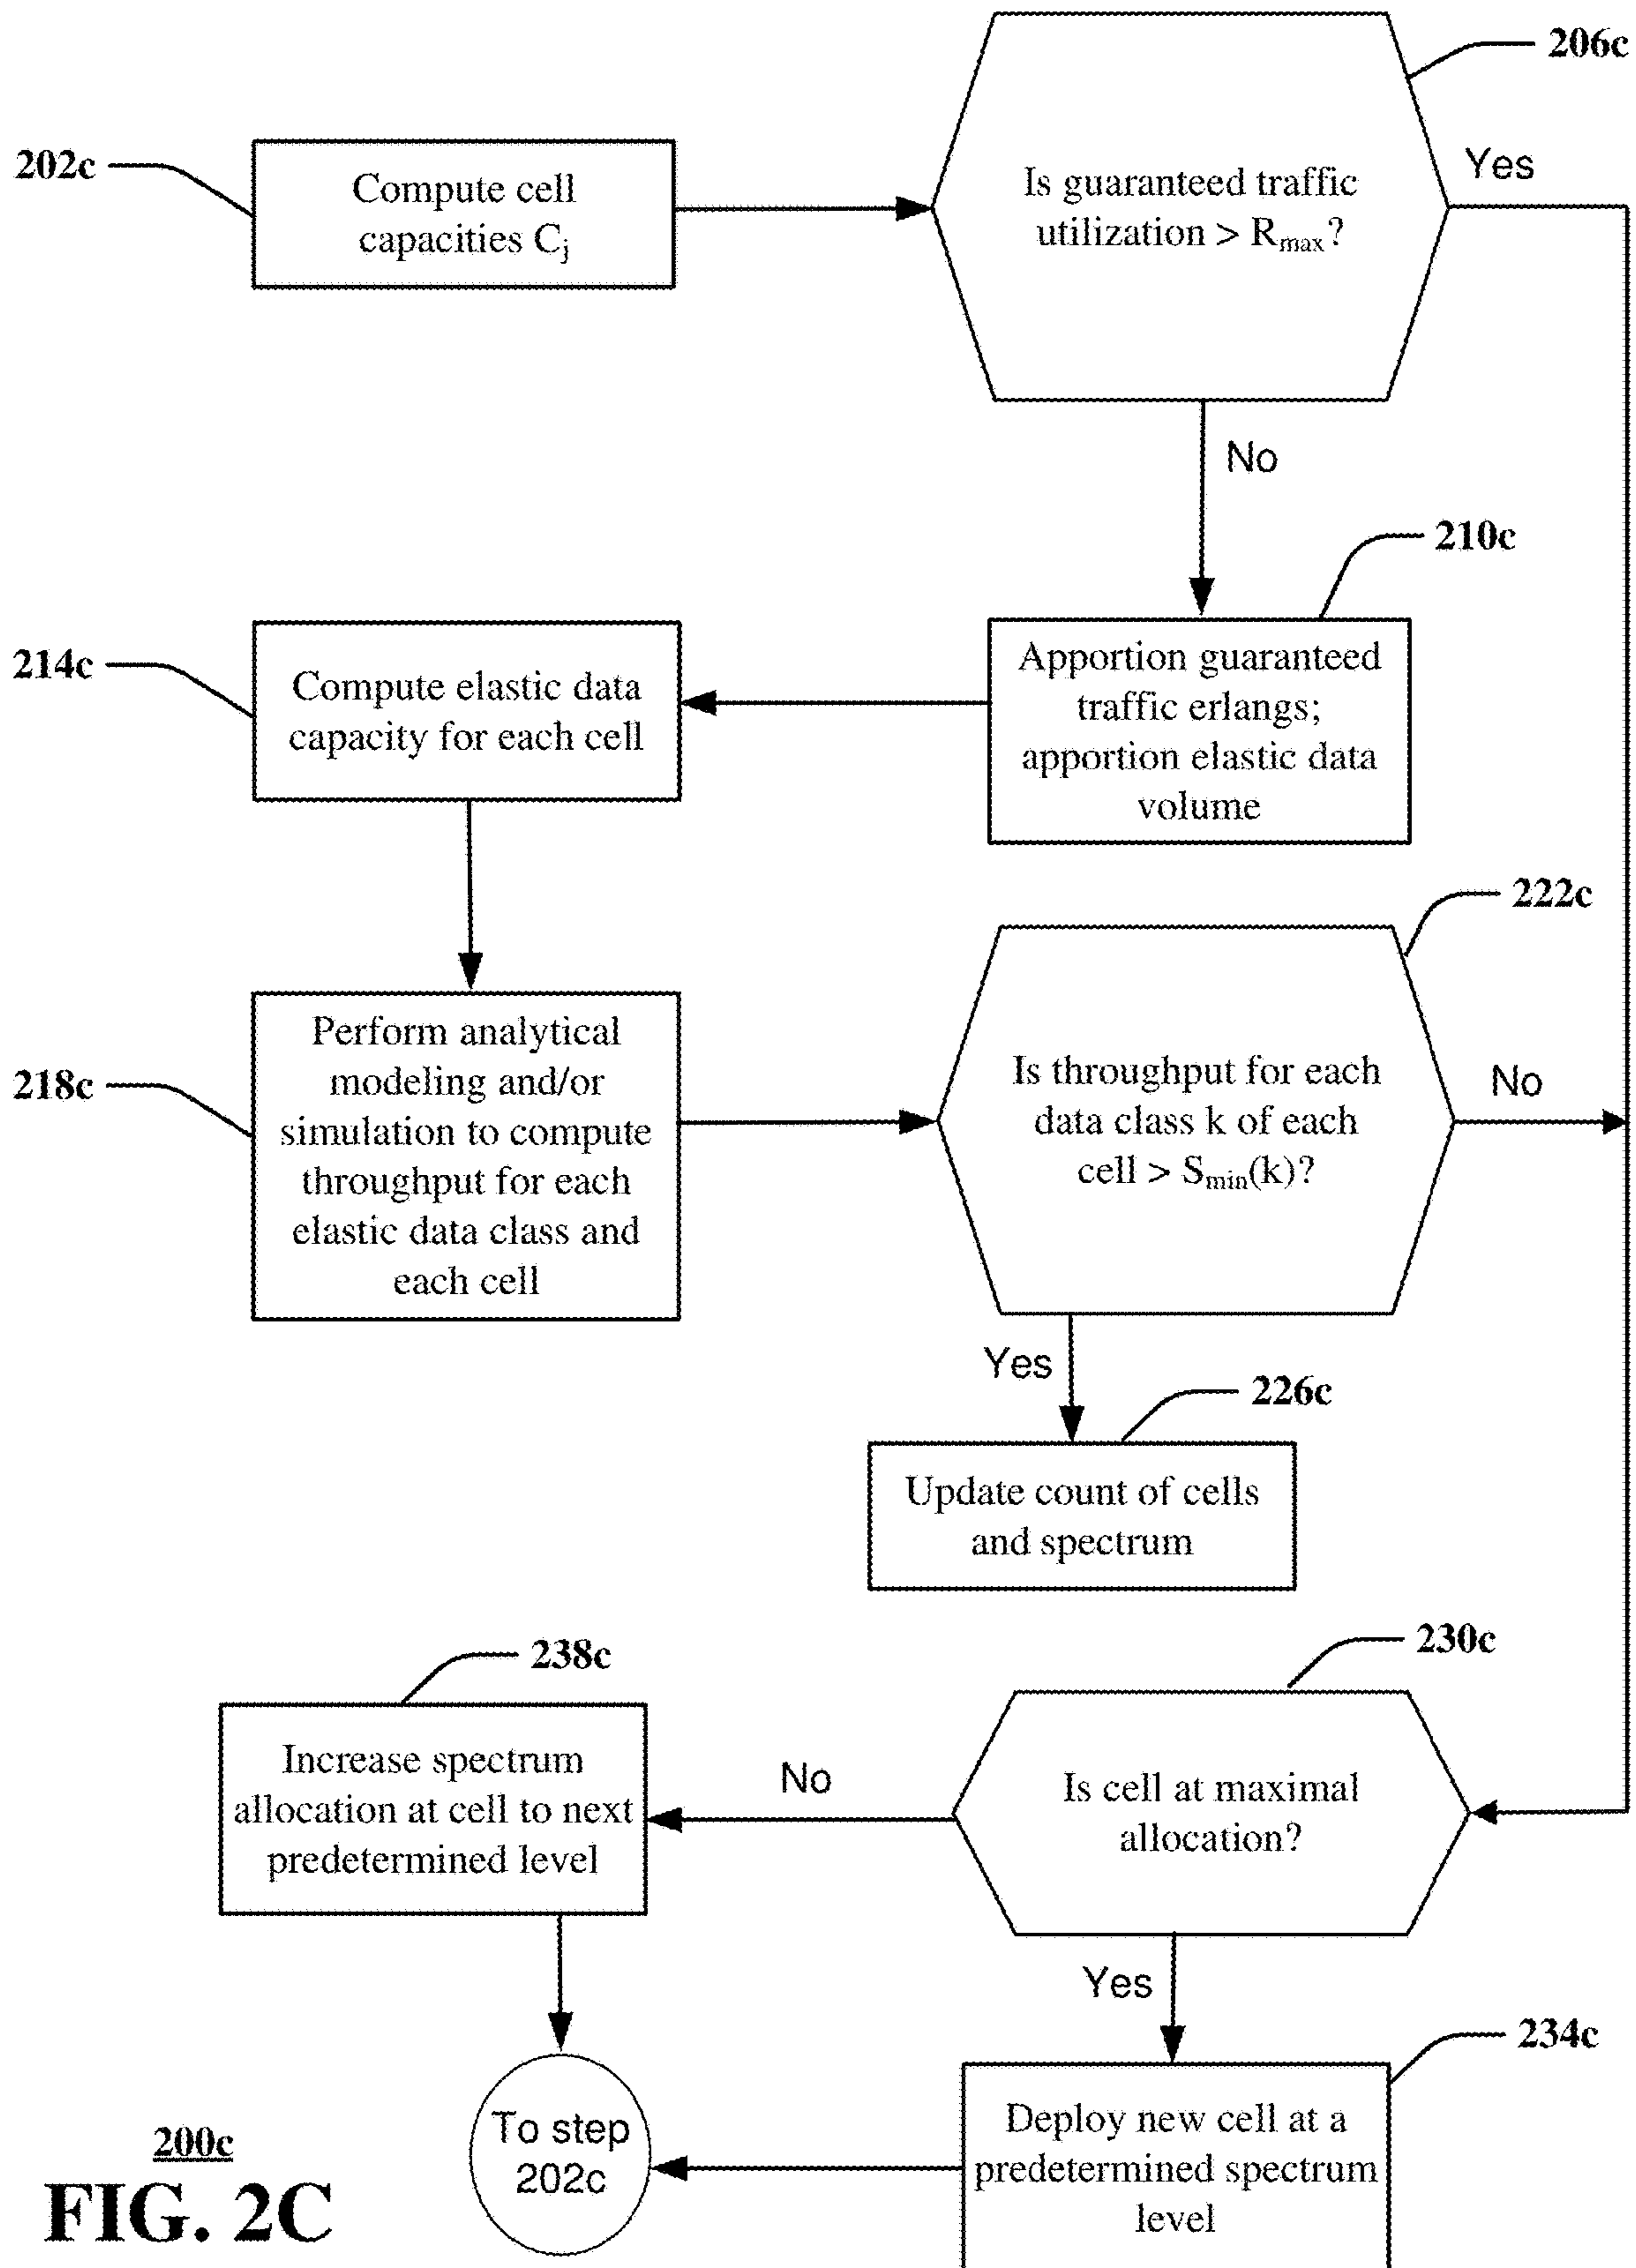 206c
202c
Compute cell
capacities Cj
Is guaranteed traffic
utilization > Rmax?
Yes
No
210c
214c
Compute elastic data
capacity for each cell
Apportion guaranteed
traffic erlangs;
apportion elastic data
volume
222c
218c
Perform analytical
modeling and/or
simulation to compute
throughput for each
elastic data class and
each cell
Is throughput for each
data class k of each
cell > Smin(k)?
No
Yes
226c
Update count of cells
and spectrum
230c
238c
Increase spectrum
allocation at cell to next
predetermined level
No
Is cell at maximal
allocation?
Yes
234c
To step
202c
Deploy new cell at a
predetermined spectrum
level
200c
FIG. 2C